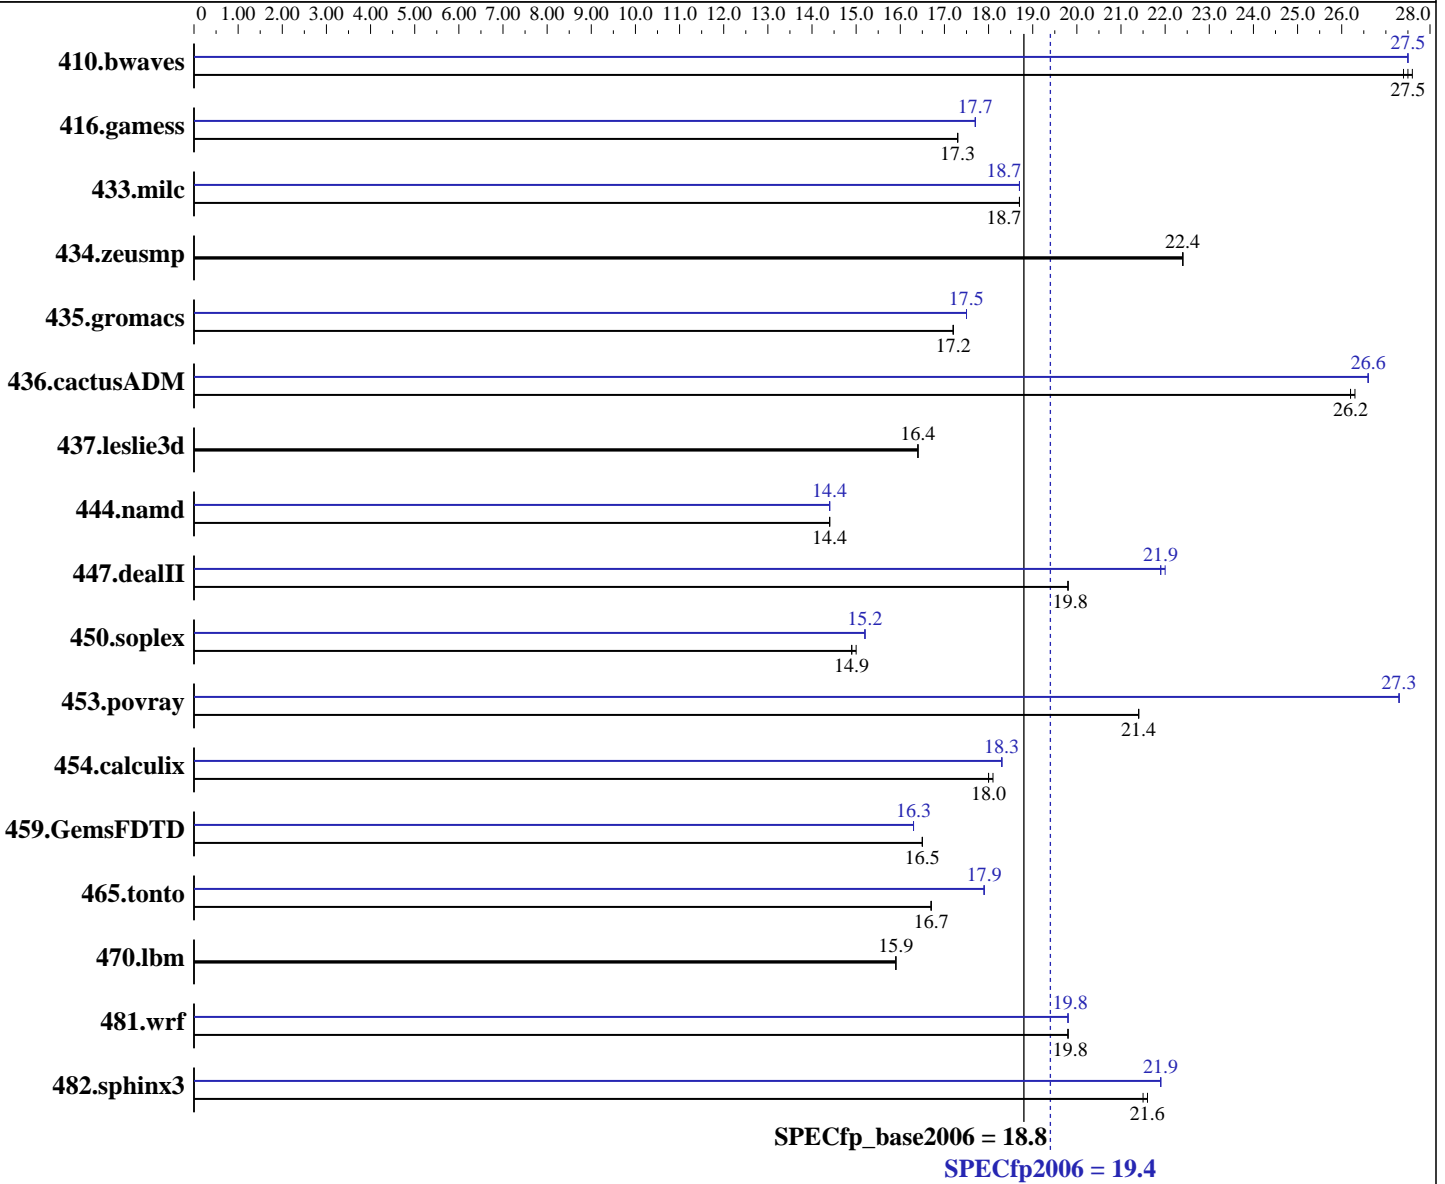 0 1.00 2.00 3.00 4.00 5.00 6.00 7.00 8.00 9.00 10.0 11.0 12.0 13.0 14.0 15.0 16.0 17.0 18.0 19.0 20.0 21.0 22.0 23.0 24.0 25.0 26.0 28.0
27.5
410.bwaves
27.5
17.7
416.gamess
17.3
18.7
433.milc
18.7
22.4
434.zeusmp
17.5
435.gromacs
17.2
26.6
436.cactusADM
26.2
16.4
437.leslie3d
14.4
444.namd
14.4
21.9
447.dealII
19.8
15.2
450.soplex
14.9
27.3
453.povray
21.4
18.3
454.calculix
18.0
16.3
459.GemsFDTD
16.5
17.9
465.tonto
16.7
15.9
470.lbm
19.8
481.wrf
19.8
21.9
482.sphinx3
21.6
SPECfp_base2006 = 18.8
SPECfp2006 = 19.4